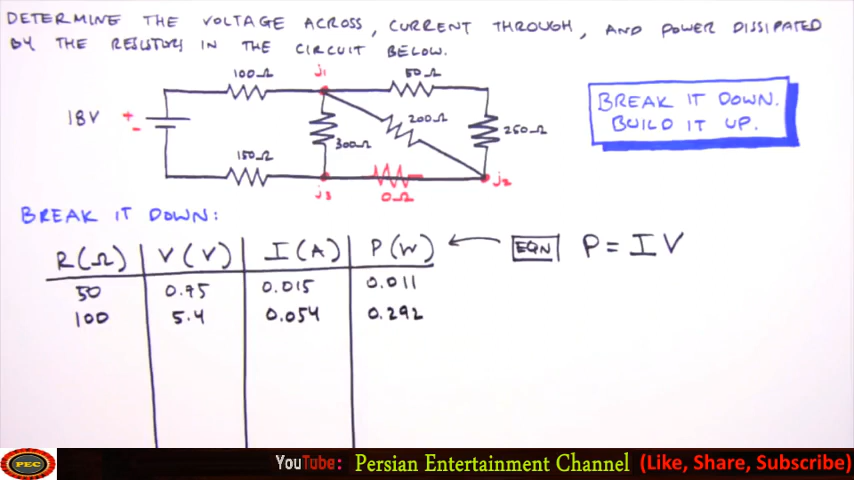 DETERMINE THE VOLTAGE ACROSS, CURRENT THROUGH, AND POWER DISSIPATED
BY THE RESISTORS IN THE CIRCUIT BELOW.
100Ω j1 50Ω
18V + - 300Ω 200Ω 250Ω
150Ω j3 0Ω j2
BREAK IT DOWN.
BUILD IT UP.
BREAK IT DOWN:
R(Ω) V(V) I(A) P(W) EQN P = IV
50 0.75 0.015 0.011
100 5.4 0.054 0.292
PEC YouTube: Persian Entertainment Channel (Like, Share, Subscribe)